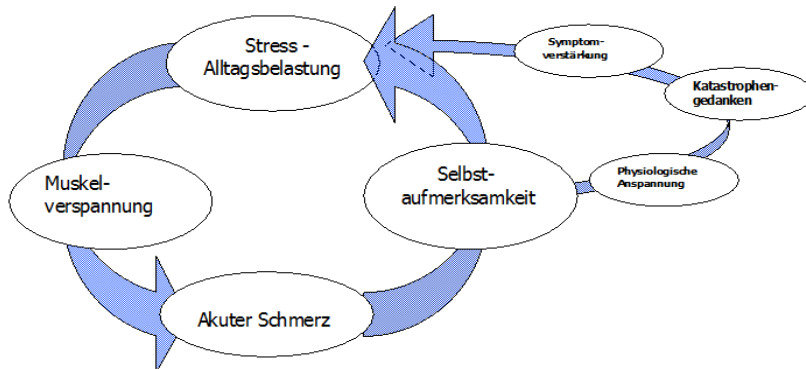 Stress -
Alltagsbelastung
Symptom-
verstärkung
Katastrophen-
gedanken
Physiologische
Anspannung
Selbst-
aufmerksamkeit
Muskel-
verspannung
Akuter Schmerz